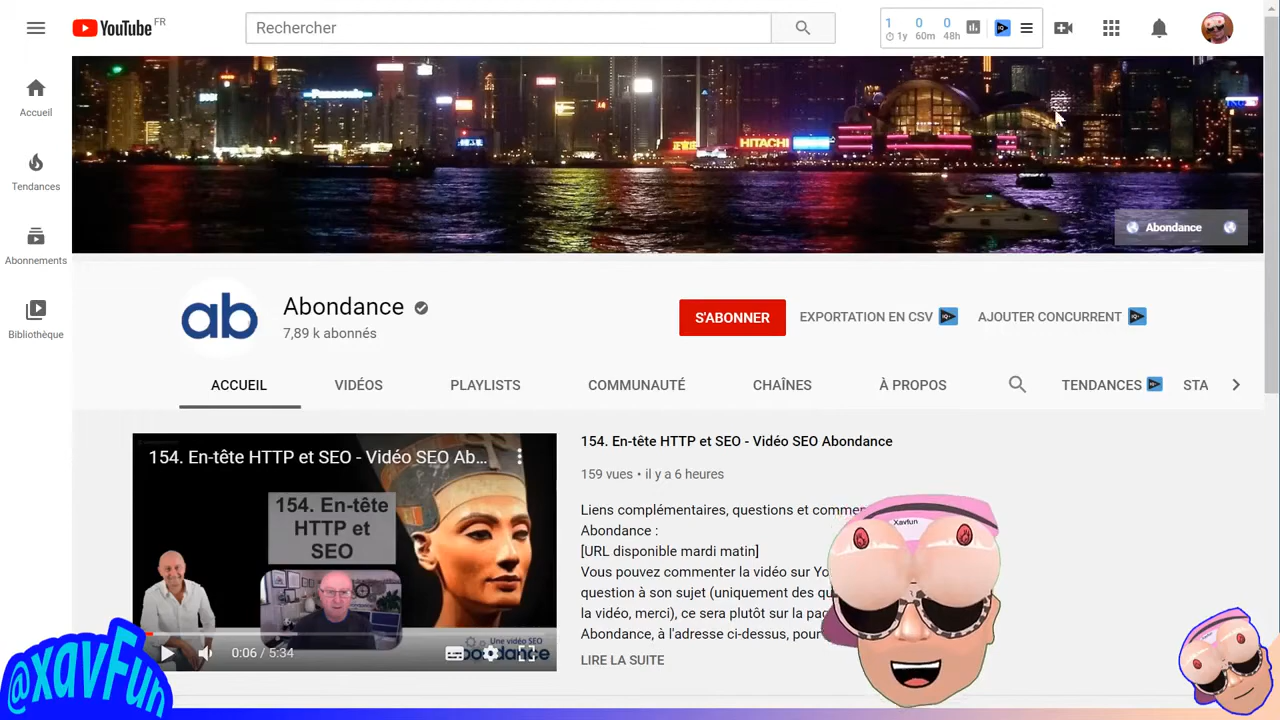 YouTube FR
Rechercher
1 0 0
1y 60m 48h
Accueil
Tendances
Abonnements
Bibliothèque
Panasonic
HITACHI
ING
Abondance
ab
Abondance
7,89 k abonnés
S'ABONNER
EXPORTATION EN CSV
AJOUTER CONCURRENT
ACCUEIL
VIDÉOS
PLAYLISTS
COMMUNAUTÉ
CHAÎNES
À PROPOS
TENDANCES
STA
154. En-tête HTTP et SEO - Vidéo SEO Ab...
154. En-tête
HTTP et
SEO
Une vidéo SEO
0:06 / 5:34
154. En-tête HTTP et SEO - Vidéo SEO Abondance
159 vues • il y a 6 heures
Liens complémentaires, questions et commen
Abondance :
[URL disponible mardi matin]
Vous pouvez commenter la vidéo sur Yo
question à son sujet (uniquement des qu
la vidéo, merci), ce sera plutôt sur la pag
Abondance, à l'adresse ci-dessus, pour
LIRE LA SUITE
Xavfun
@xavFun